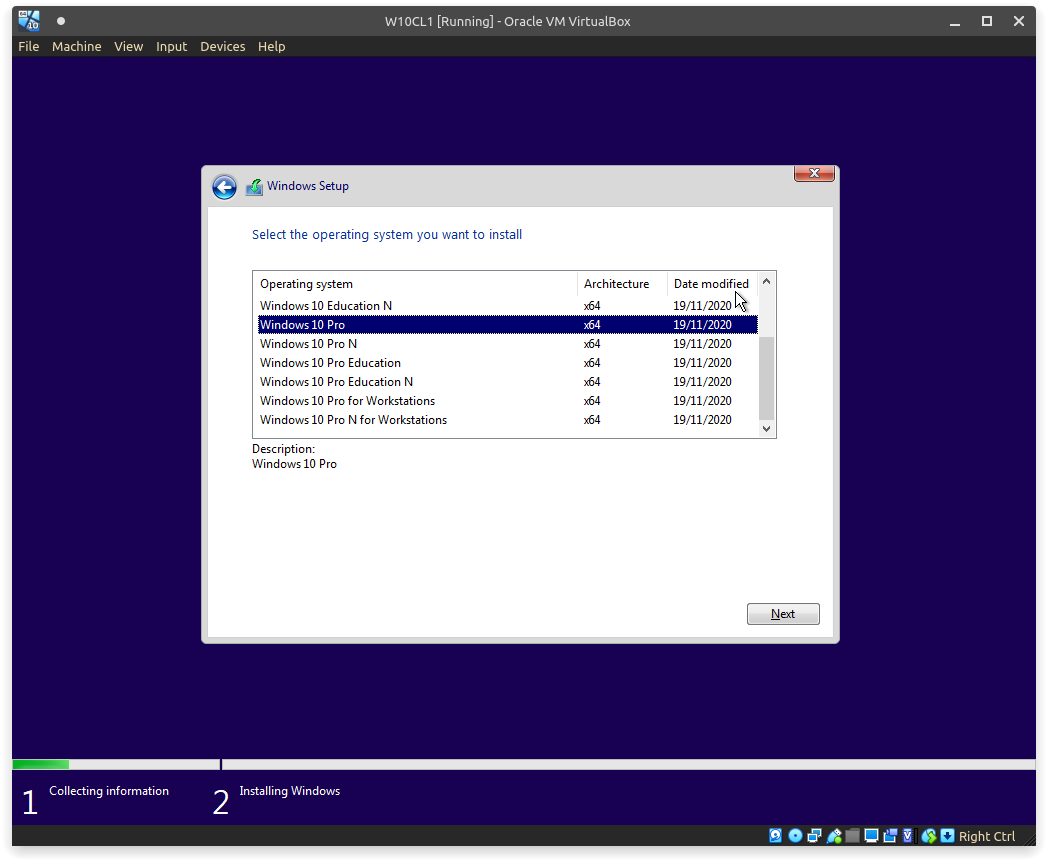 W10CL1 [Running] - Oracle VM VirtualBox
File Machine View Input Devices Help
Windows Setup
Select the operating system you want to install
Operating system Architecture Date modified
Windows 10 Education N x64 19/11/2020
Windows 10 Pro x64 19/11/2020
Windows 10 Pro N x64 19/11/2020
Windows 10 Pro Education x64 19/11/2020
Windows 10 Pro Education N x64 19/11/2020
Windows 10 Pro for Workstations x64 19/11/2020
Windows 10 Pro N for Workstations x64 19/11/2020
Description:
Windows 10 Pro
Next
1 Collecting information 2 Installing Windows
Right Ctrl